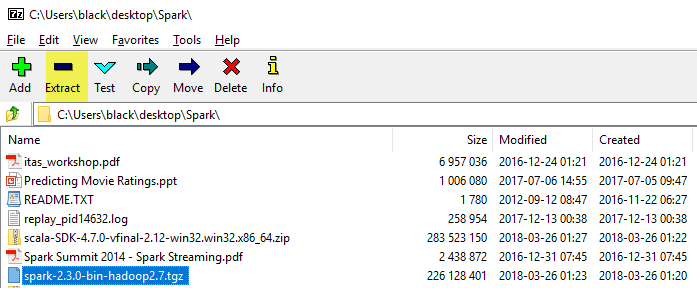 7z C:\Users\black\desktop\Spark\
File Edit View Favorites Tools Help
Add Extract Test Copy Move Delete Info
C:\Users\black\desktop\Spark\
Name Size Modified Created
itas_workshop.pdf 6 957 036 2016-12-24 01:21 2016-12-24 01:21
Predicting Movie Ratings.ppt 1 006 080 2017-07-06 14:55 2017-07-05 09:47
README.TXT 1 780 2012-09-12 08:47 2016-11-22 06:27
replay_pid14632.log 258 954 2017-12-13 00:38 2017-12-13 00:38
scala-SDK-4.7.0-vfinal-2.12-win32.win32.x86_64.zip 283 523 150 2018-03-26 01:27 2018-03-26 01:22
Spark Summit 2014 - Spark Streaming.pdf 2 438 872 2016-12-31 07:45 2016-12-31 07:45
spark-2.3.0-bin-hadoop2.7.tgz 226 128 401 2018-03-26 01:23 2018-03-26 01:20